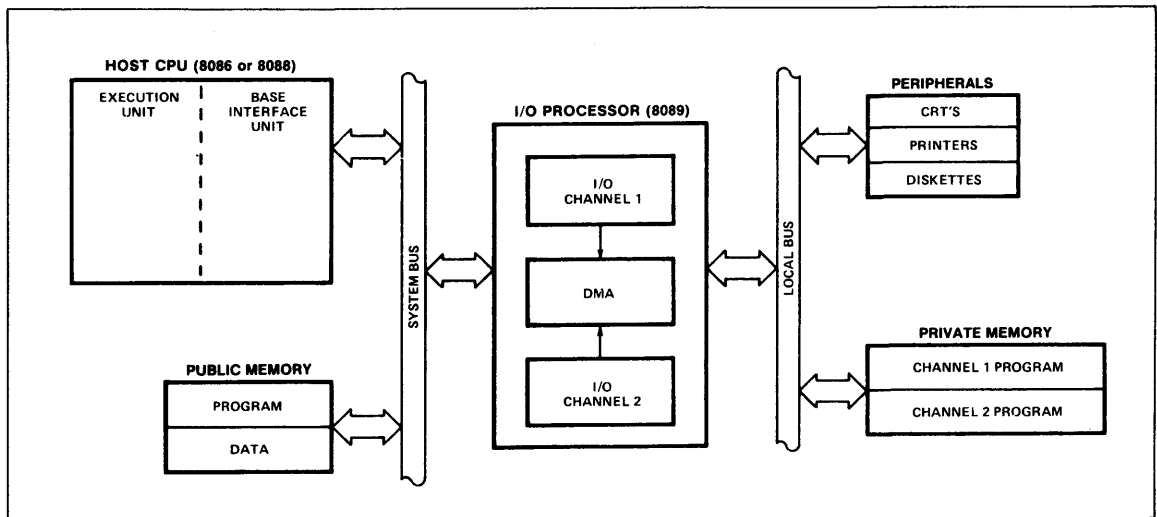 HOST CPU (8086 or 8088)
EXECUTION
UNIT
BASE
INTERFACE
UNIT
PUBLIC MEMORY
PROGRAM
DATA
SYSTEM BUS
I/O PROCESSOR (8089)
I/O
CHANNEL 1
DMA
I/O
CHANNEL 2
LOCAL BUS
PERIPHERALS
CRT'S
PRINTERS
DISKETTES
PRIVATE MEMORY
CHANNEL 1 PROGRAM
CHANNEL 2 PROGRAM